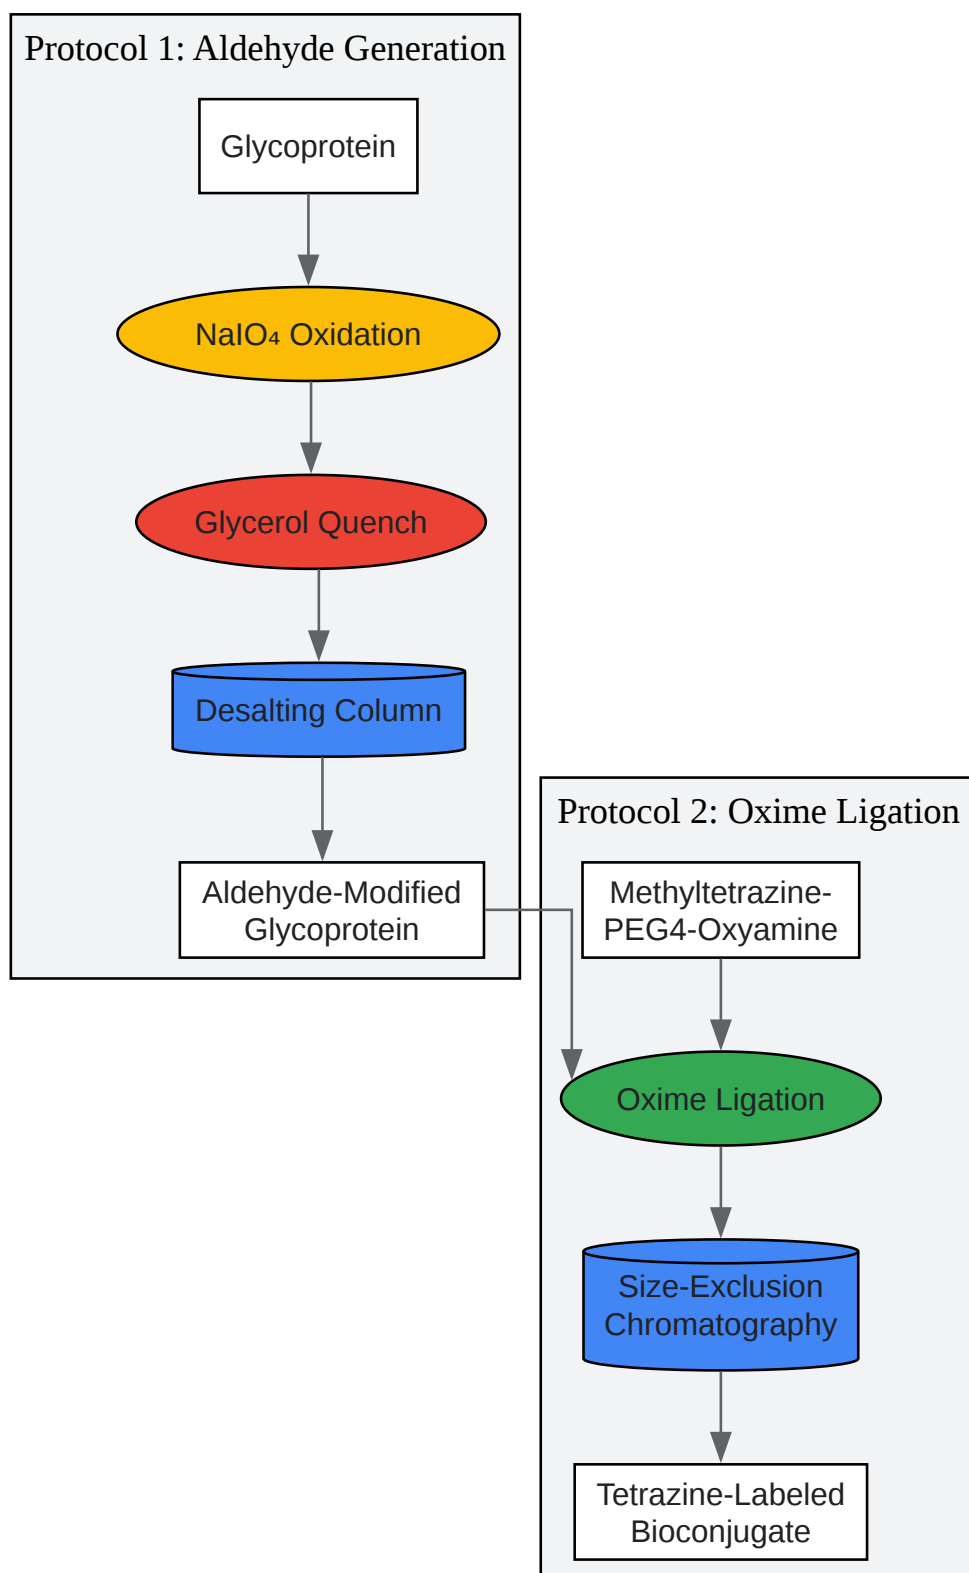 Protocol 1: Aldehyde Generation
Glycoprotein
NaIO₄ Oxidation
Glycerol Quench
Desalting Column
Aldehyde-Modified
Glycoprotein
Protocol 2: Oxime Ligation
Methyltetrazine-
PEG4-Oxyamine
Oxime Ligation
Size-Exclusion
Chromatography
Tetrazine-Labeled
Bioconjugate